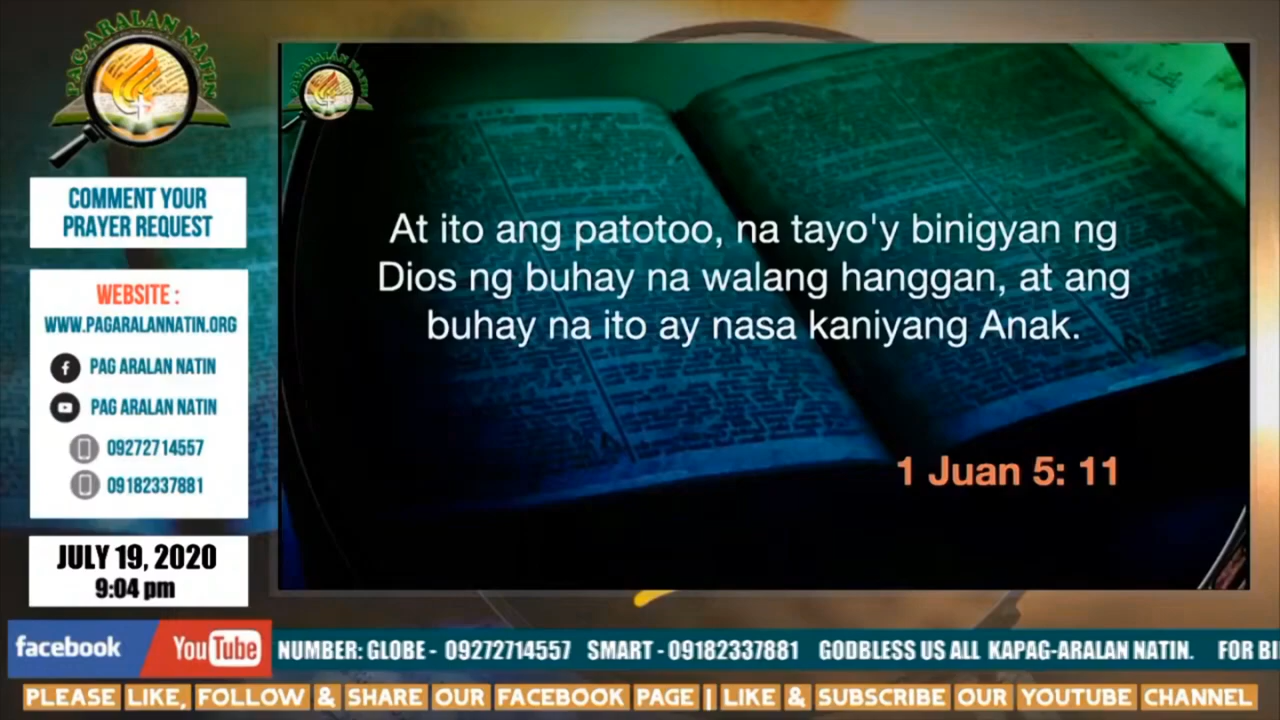 PAG-ARALAN NATIN
COMMENT YOUR
PRAYER REQUEST
WEBSITE :
WWW.PAGARALANNATIN.ORG
PAG ARALAN NATIN
PAG ARALAN NATIN
09272714557
09182337881
JULY 19, 2020
9:04 pm
PAG-ARALAN NATIN
At ito ang patotoo, na tayo'y binigyan ng
Dios ng buhay na walang hanggan, at ang
buhay na ito ay nasa kaniyang Anak.
1 Juan 5: 11
facebook YouTube NUMBER: GLOBE - 09272714557 SMART - 09182337881 GODBLESS US ALL KAPAG-ARALAN NATIN. FOR BI
PLEASE LIKE, FOLLOW & SHARE OUR FACEBOOK PAGE | LIKE & SUBSCRIBE OUR YOUTUBE CHANNEL